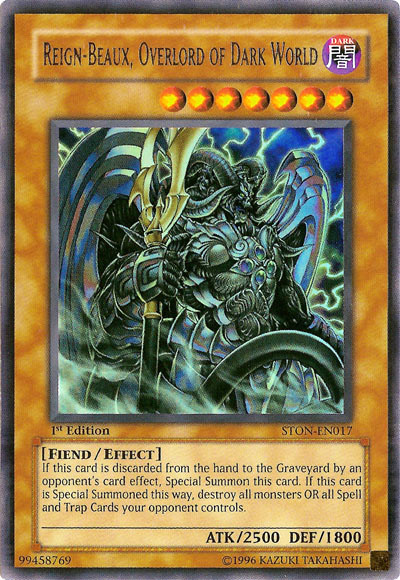 Reign-Beaux, Overlord of Dark World
DARK
闇
1st Edition
STON-EN017
[Fiend / Effect]
If this card is discarded from the hand to the Graveyard by an
opponent's card effect, Special Summon this card. If this card
is Special Summoned this way, destroy all monsters OR all Spell
and Trap Cards your opponent controls.
ATK/2500 DEF/1800
99458769
©1996 KAZUKI TAKAHASHI